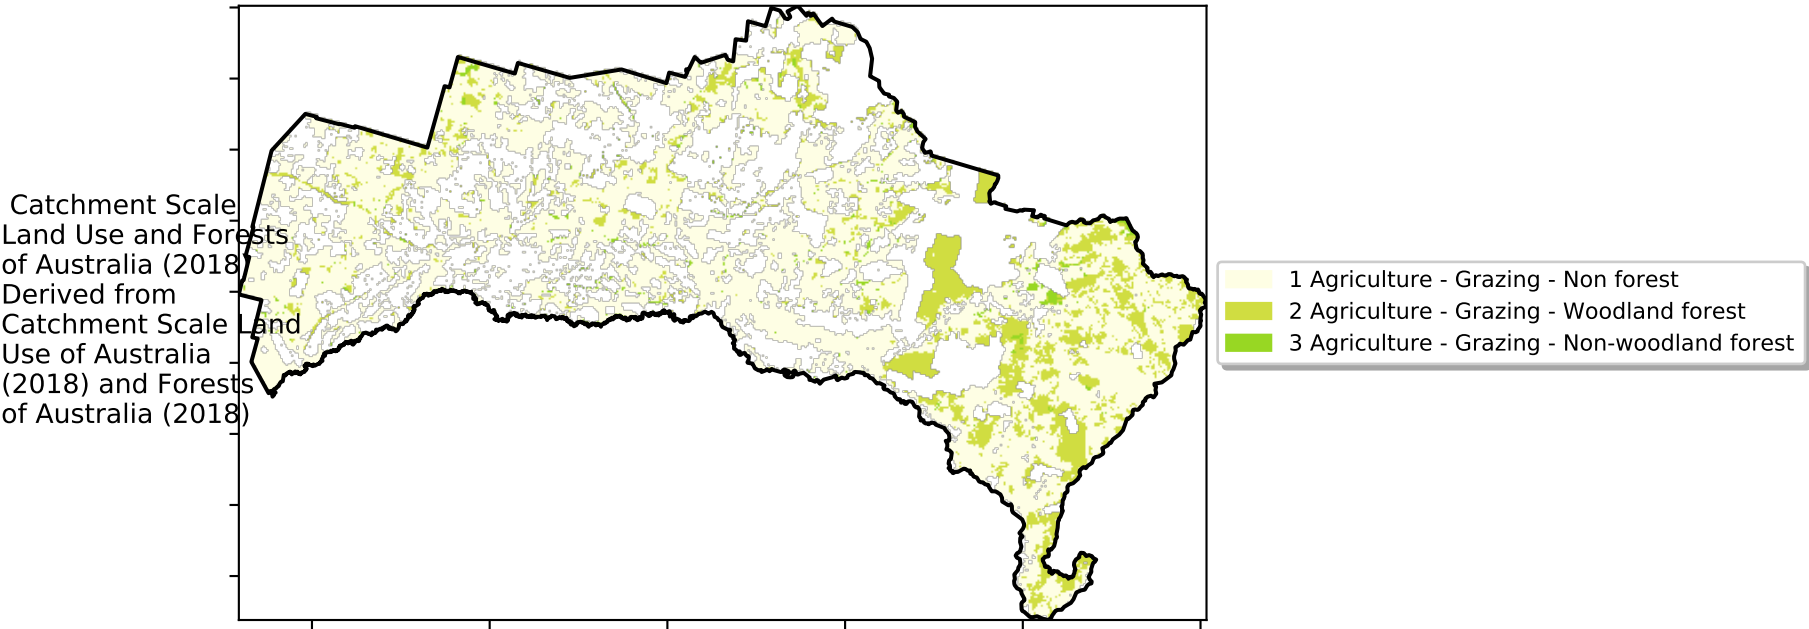 Catchment Scale
Land Use and Forests
of Australia (2018)
Derived from
Catchment Scale Land
Use of Australia
(2018) and Forests
of Australia (2018)
1 Agriculture - Grazing - Non forest
2 Agriculture - Grazing - Woodland forest
3 Agriculture - Grazing - Non-woodland forest